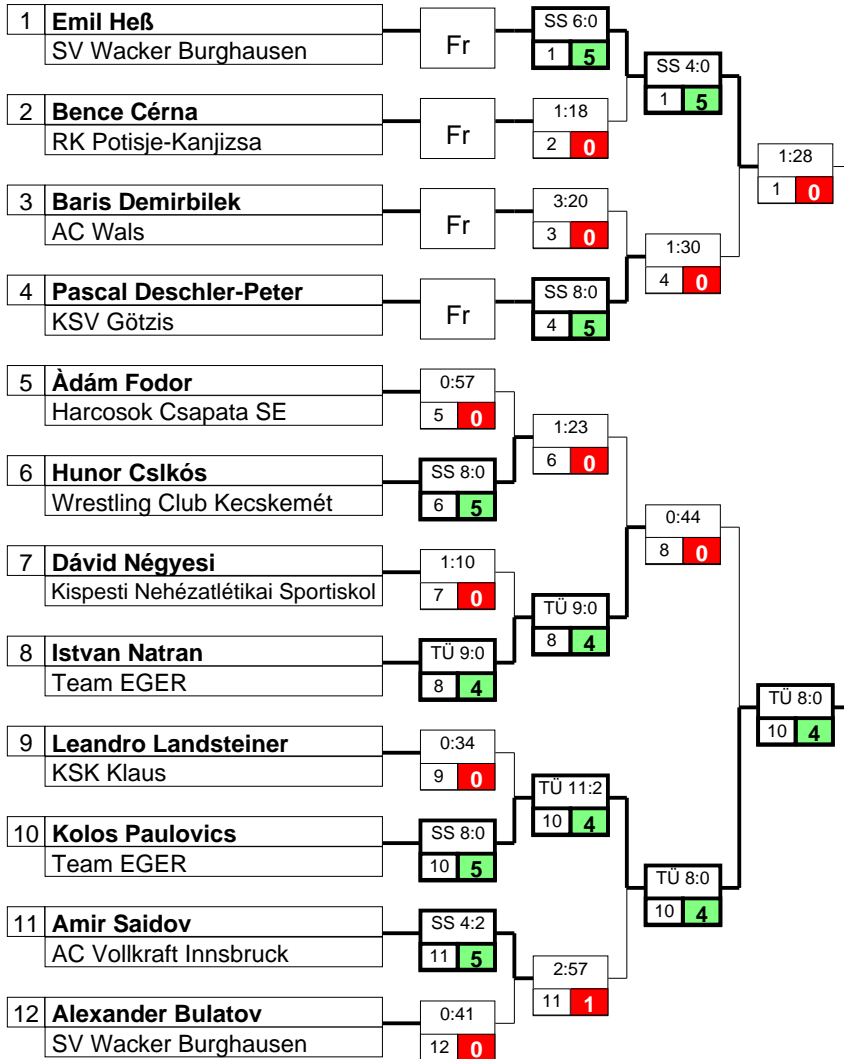 1 Emil Heß
SV Wacker Burghausen
Fr
SS 6:0
1 5
SS 4:0
1 5
2 Bence Cérna
RK Potisje-Kanjizsa
Fr
1:18
2 0
1:28
1 0
3 Baris Demirbilek
AC Wals
Fr
3:20
3 0
1:30
4 0
4 Pascal Deschler-Peter
KSV Götzis
Fr
SS 8:0
4 5
5 Àdám Fodor
Harcosok Csapata SE
0:57
5 0
1:23
6 0
6 Hunor Cslkós
Wrestling Club Kecskemét
SS 8:0
6 5
0:44
8 0
7 Dávid Négyesi
Kispesti Nehézatlétikai Sportiskol
1:10
7 0
TÜ 9:0
8 4
8 Istvan Natran
Team EGER
TÜ 9:0
8 4
TÜ 8:0
10 4
9 Leandro Landsteiner
KSK Klaus
0:34
9 0
TÜ 11:2
10 4
10 Kolos Paulovics
Team EGER
SS 8:0
10 5
TÜ 8:0
10 4
11 Amir Saidov
AC Vollkraft Innsbruck
SS 4:2
11 5
2:57
11 1
12 Alexander Bulatov
SV Wacker Burghausen
0:41
12 0